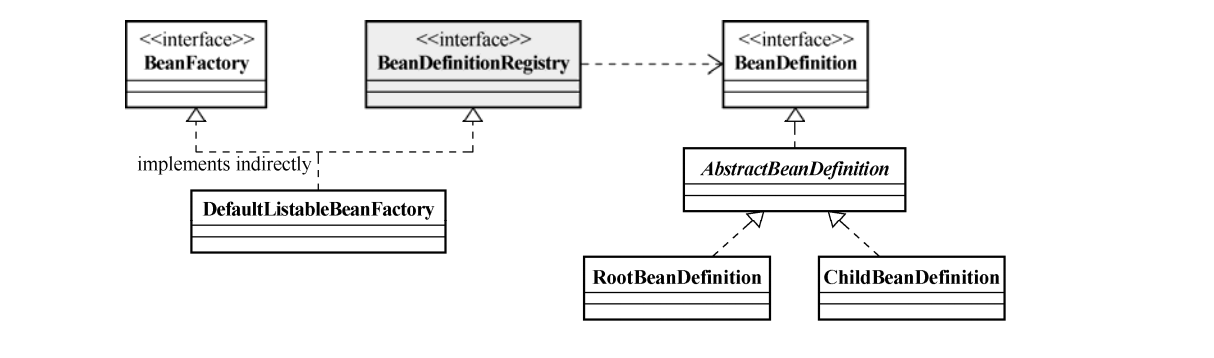 <<interface>>
BeanFactory
<<interface>>
BeanDefinitionRegistry
<<interface>>
BeanDefinition
implements indirectly
AbstractBeanDefinition
DefaultListableBeanFactory
RootBeanDefinition
ChildBeanDefinition